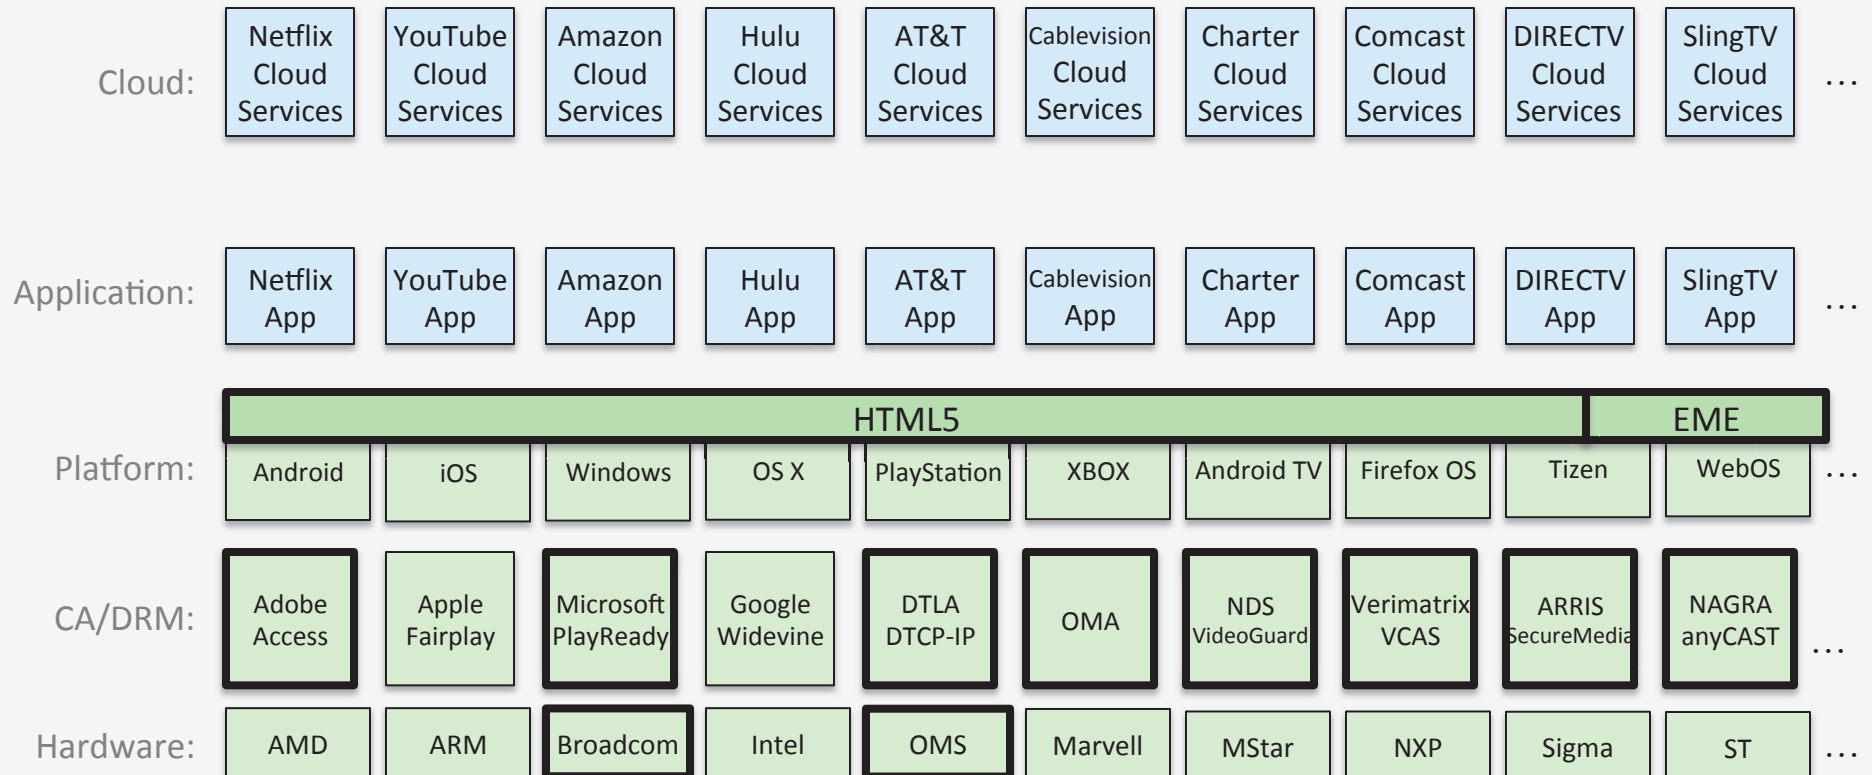 Cloud:
Netflix Cloud Services
YouTube Cloud Services
Amazon Cloud Services
Hulu Cloud Services
AT&T Cloud Services
Cablevision Cloud Services
Charter Cloud Services
Comcast Cloud Services
DIRECTV Cloud Services
SlingTV Cloud Services
...
Application:
Netflix App
YouTube App
Amazon App
Hulu App
AT&T App
Cablevision App
Charter App
Comcast App
DIRECTV App
SlingTV App
...
HTML5
EME
Platform:
Android
iOS
Windows
OS X
PlayStation
XBOX
Android TV
Firefox OS
Tizen
WebOS
...
CA/DRM:
Adobe Access
Apple Fairplay
Microsoft PlayReady
Google Widevine
DTLA DTCP-IP
OMA
NDS VideoGuard
Verimatrix VCAS
ARRIS SecureMedia
NAGRA anyCAST
...
Hardware:
AMD
ARM
Broadcom
Intel
OMS
Marvell
MStar
NXP
Sigma
ST
...